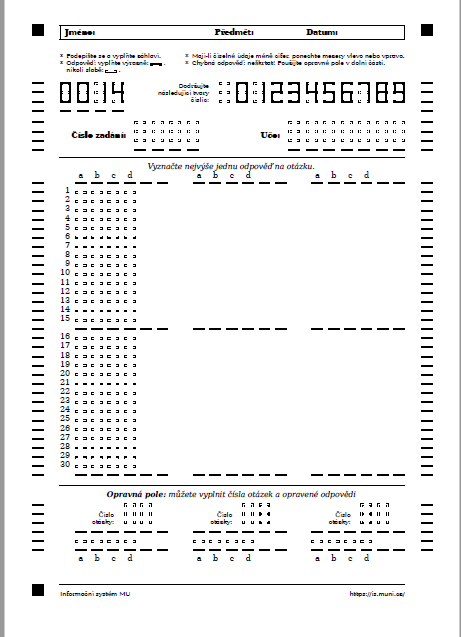 Jméno: Předmět: Datum:
* Podepište se a vyplňte záhlaví. * Mají-li číselné údaje méně cifer, ponechte mezery vlevo nebo vpravo.
* Odpovědi vyplňte výrazně: * Chybná odpověď: neškrtat! Použijte opravné pole v dolní části.
nikoli slabě: .
0014 Dodržujte následující tvary číslic: 0123456789
Číslo zadání: Učo:
Vyznačte nejvýše jednu odpověď na otázku.
a b c d a b c d a b c d
1
2
3
4
5
6
7
8
9
10
11
12
13
14
15
16
17
18
19
20
21
22
23
24
25
26
27
28
29
30
Opravná pole: můžete vyplnit čísla otázek a opravené odpovědi
Číslo Číslo Číslo
otázky: otázky: otázky:
a b c d a b c d a b c d
Informační systém MU https://is.muni.cz/